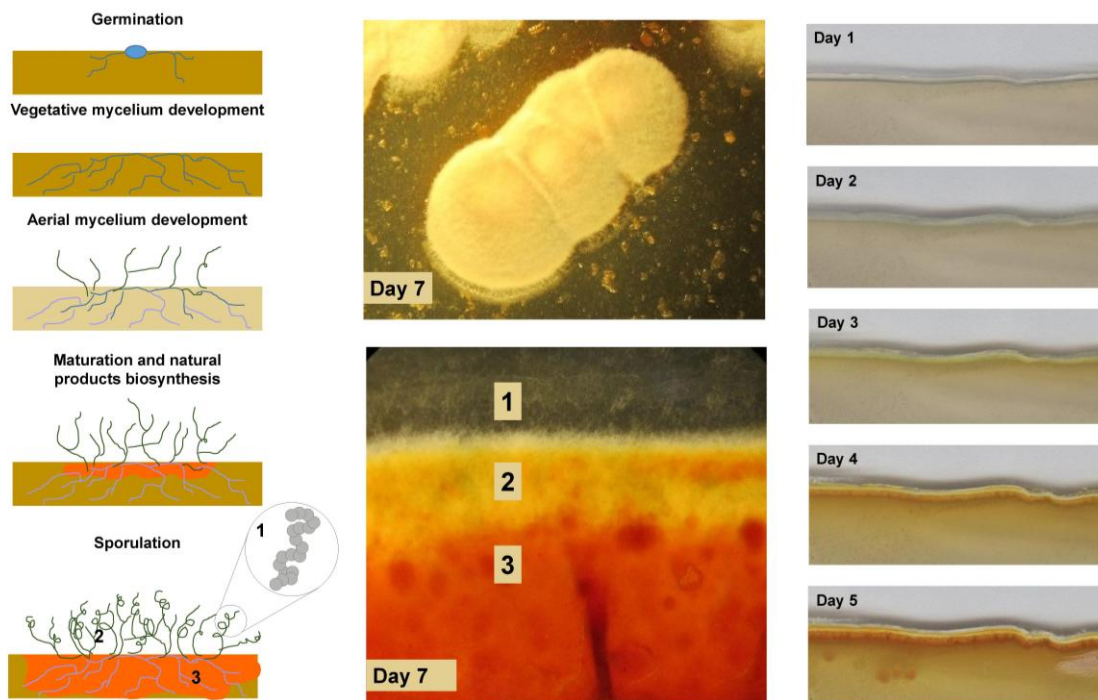 Germination
Vegetative mycelium development
Aerial mycelium development
Maturation and natural
products biosynthesis
Sporulation
1
2
3
Day 7
1
2
3
Day 7
Day 1
Day 2
Day 3
Day 4
Day 5